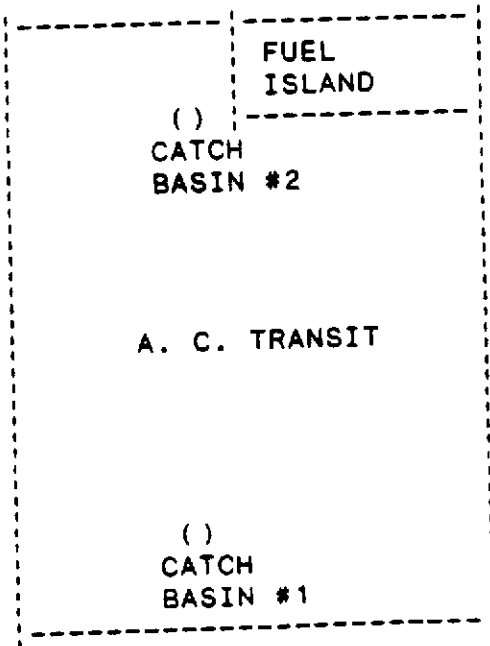 FUEL
ISLAND
( )
CATCH
BASIN #2
A. C. TRANSIT
( )
CATCH
BASIN #1